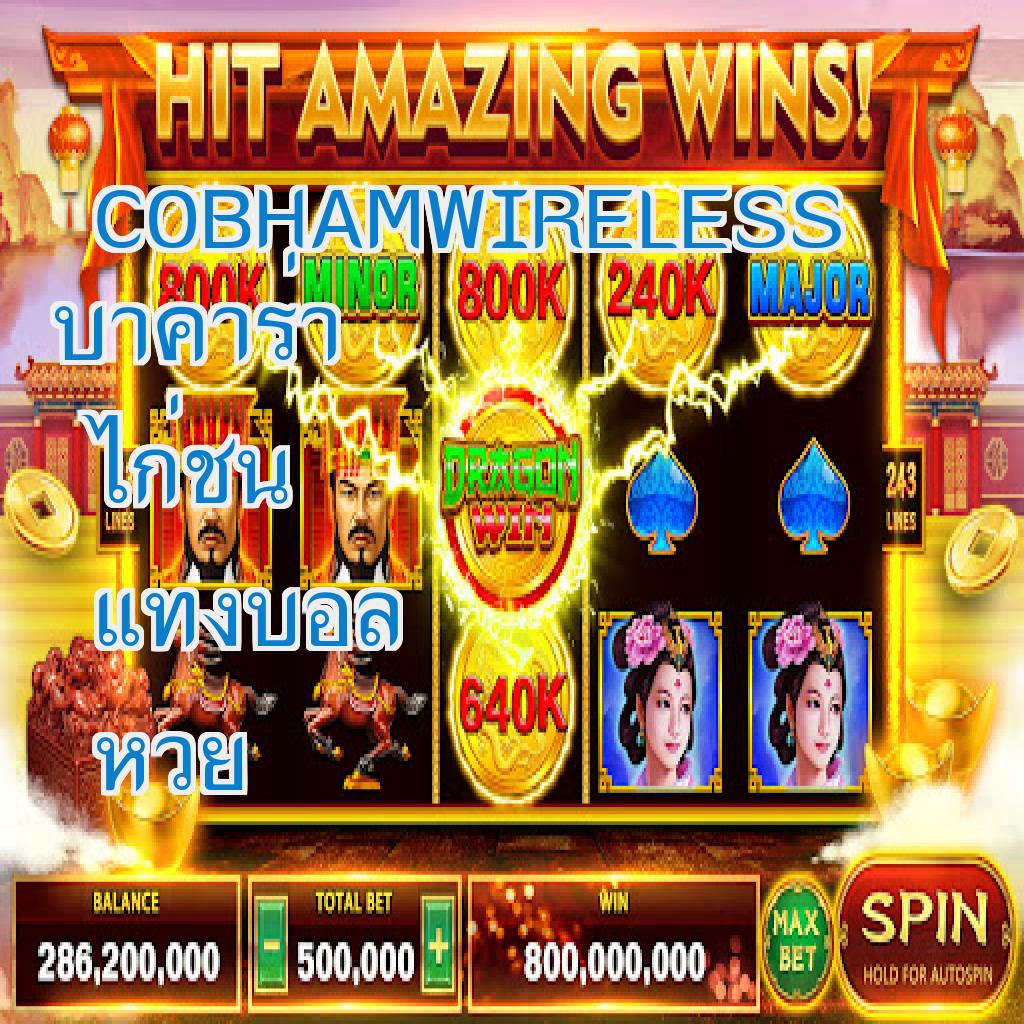 HIT AMAZING WINS!
COBHAMWIRELESS
800K MINOR 800K 240K MAJOR
บาคาร่า
ไก่ชน
DRAGON
WIN
243
LINES LINES
แทงบอล
640K
หวย
BALANCE TOTAL BET WIN
286,200,000 - 500,000 + 800,000,000
MAX
BET
SPIN
HOLD FOR AUTOSPIN